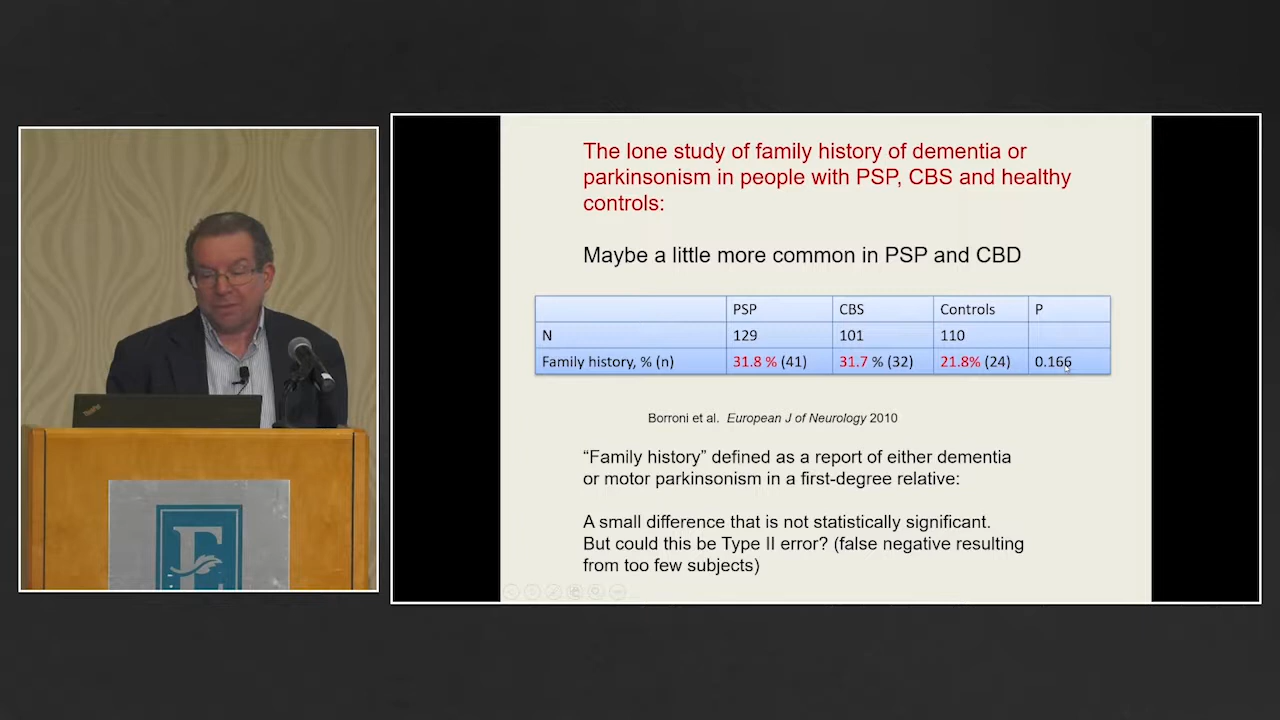 The lone study of family history of dementia or
parkinsonism in people with PSP, CBS and healthy
controls:
Maybe a little more common in PSP and CBD
PSP CBS Controls P
N 129 101 110
Family history, % (n) 31.8 % (41) 31.7 % (32) 21.8% (24) 0.166
Borroni et al. European J of Neurology 2010
“Family history” defined as a report of either dementia
or motor parkinsonism in a first-degree relative:
A small difference that is not statistically significant.
But could this be Type II error? (false negative resulting
from too few subjects)
ThinkPad
E